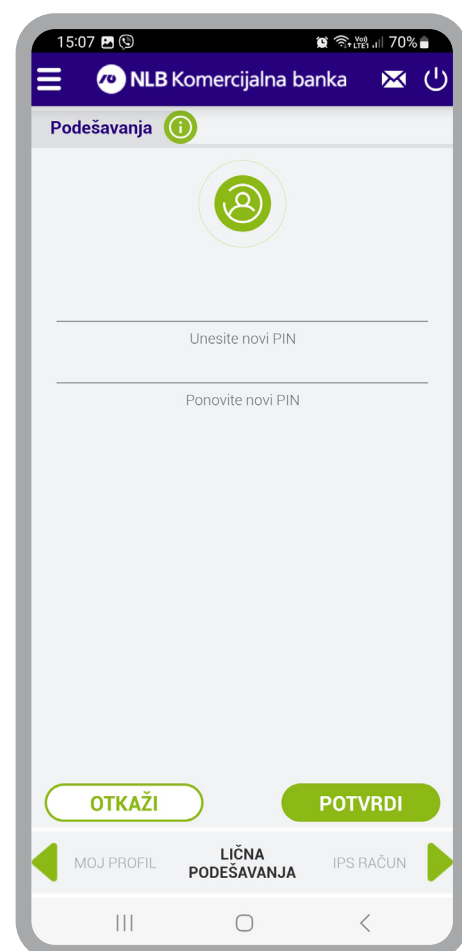 15:07 70%
NLB Komercijalna banka
Podešavanja
Unesite novi PIN
Ponovite novi PIN
OTKAŽI POTVRDI
MOJ PROFIL LIČNA PODEŠAVANJA IPS RAČUN